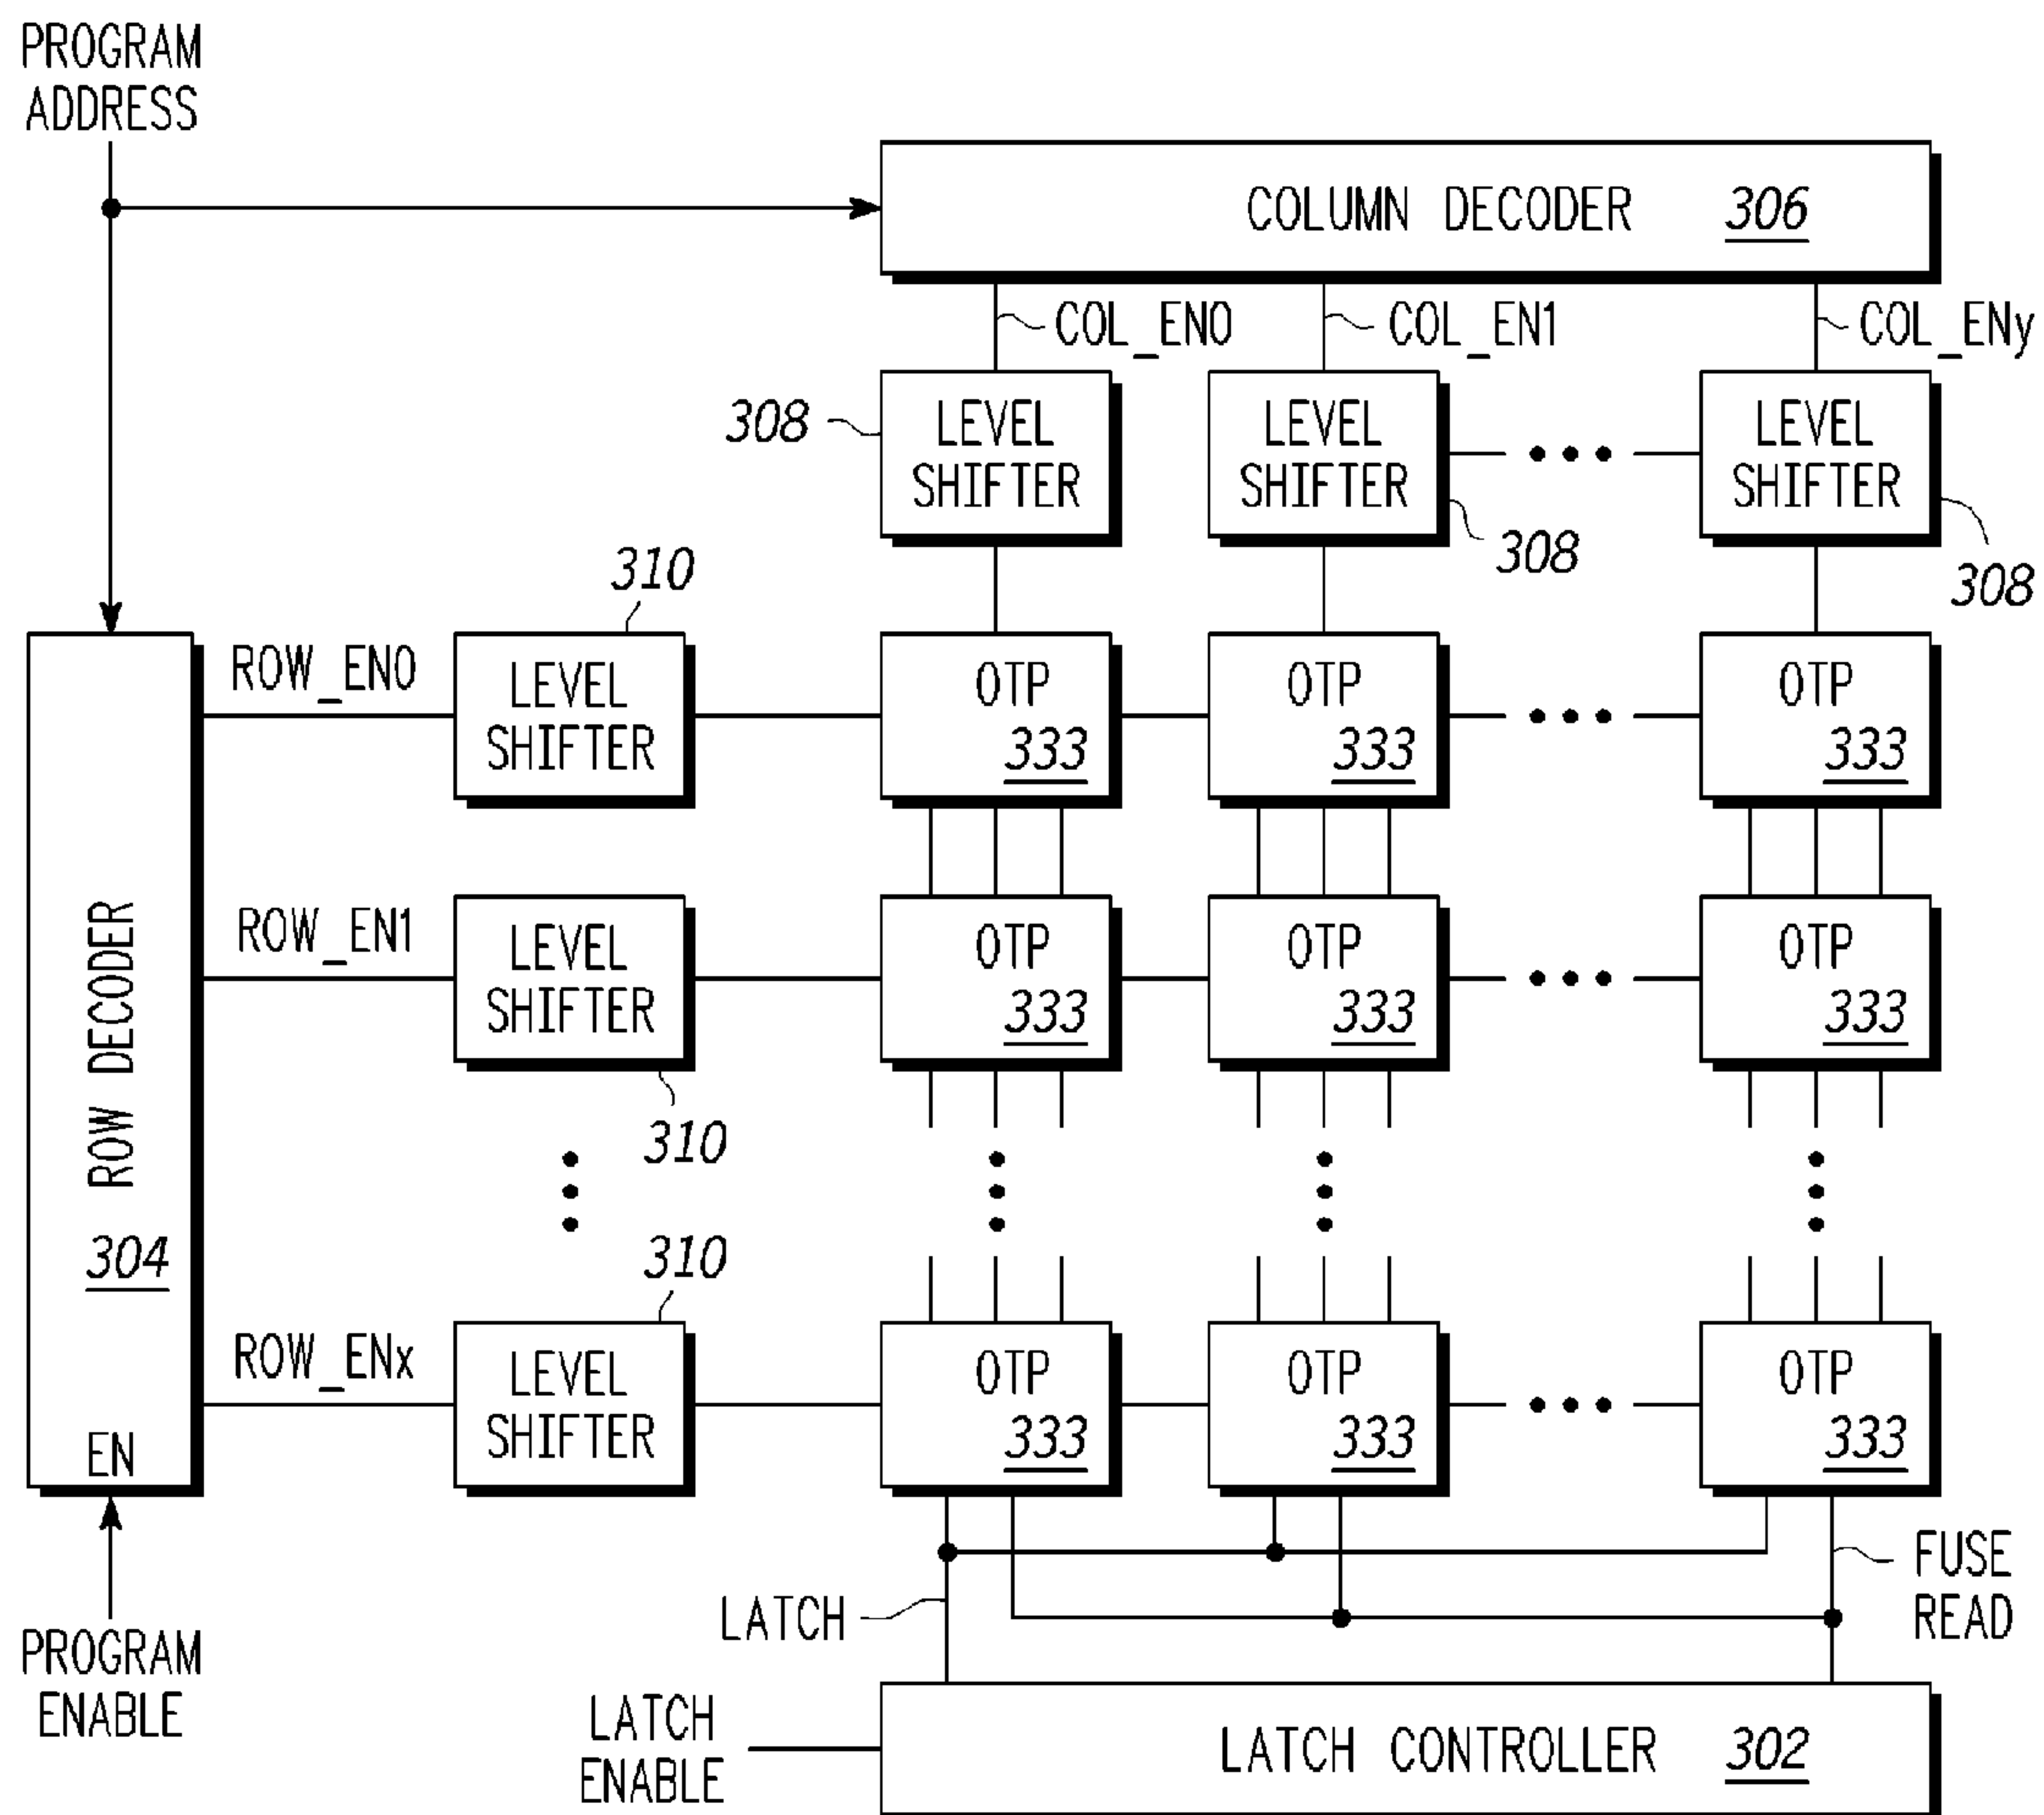 PROGRAM
ADDRESS
COLUMN DECODER 306
COL_EN0
COL_EN1
COL_ENy
308
LEVEL
SHIFTER
LEVEL
SHIFTER
308
LEVEL
SHIFTER
308
ROW DECODER
304
EN
ROW_EN0
310
LEVEL
SHIFTER
OTP
333
OTP
333
OTP
333
ROW_EN1
LEVEL
SHIFTER
310
OTP
333
OTP
333
OTP
333
ROW_ENx
310
LEVEL
SHIFTER
OTP
333
OTP
333
OTP
333
LATCH
FUSE
READ
PROGRAM
ENABLE
LATCH
ENABLE
LATCH CONTROLLER 302